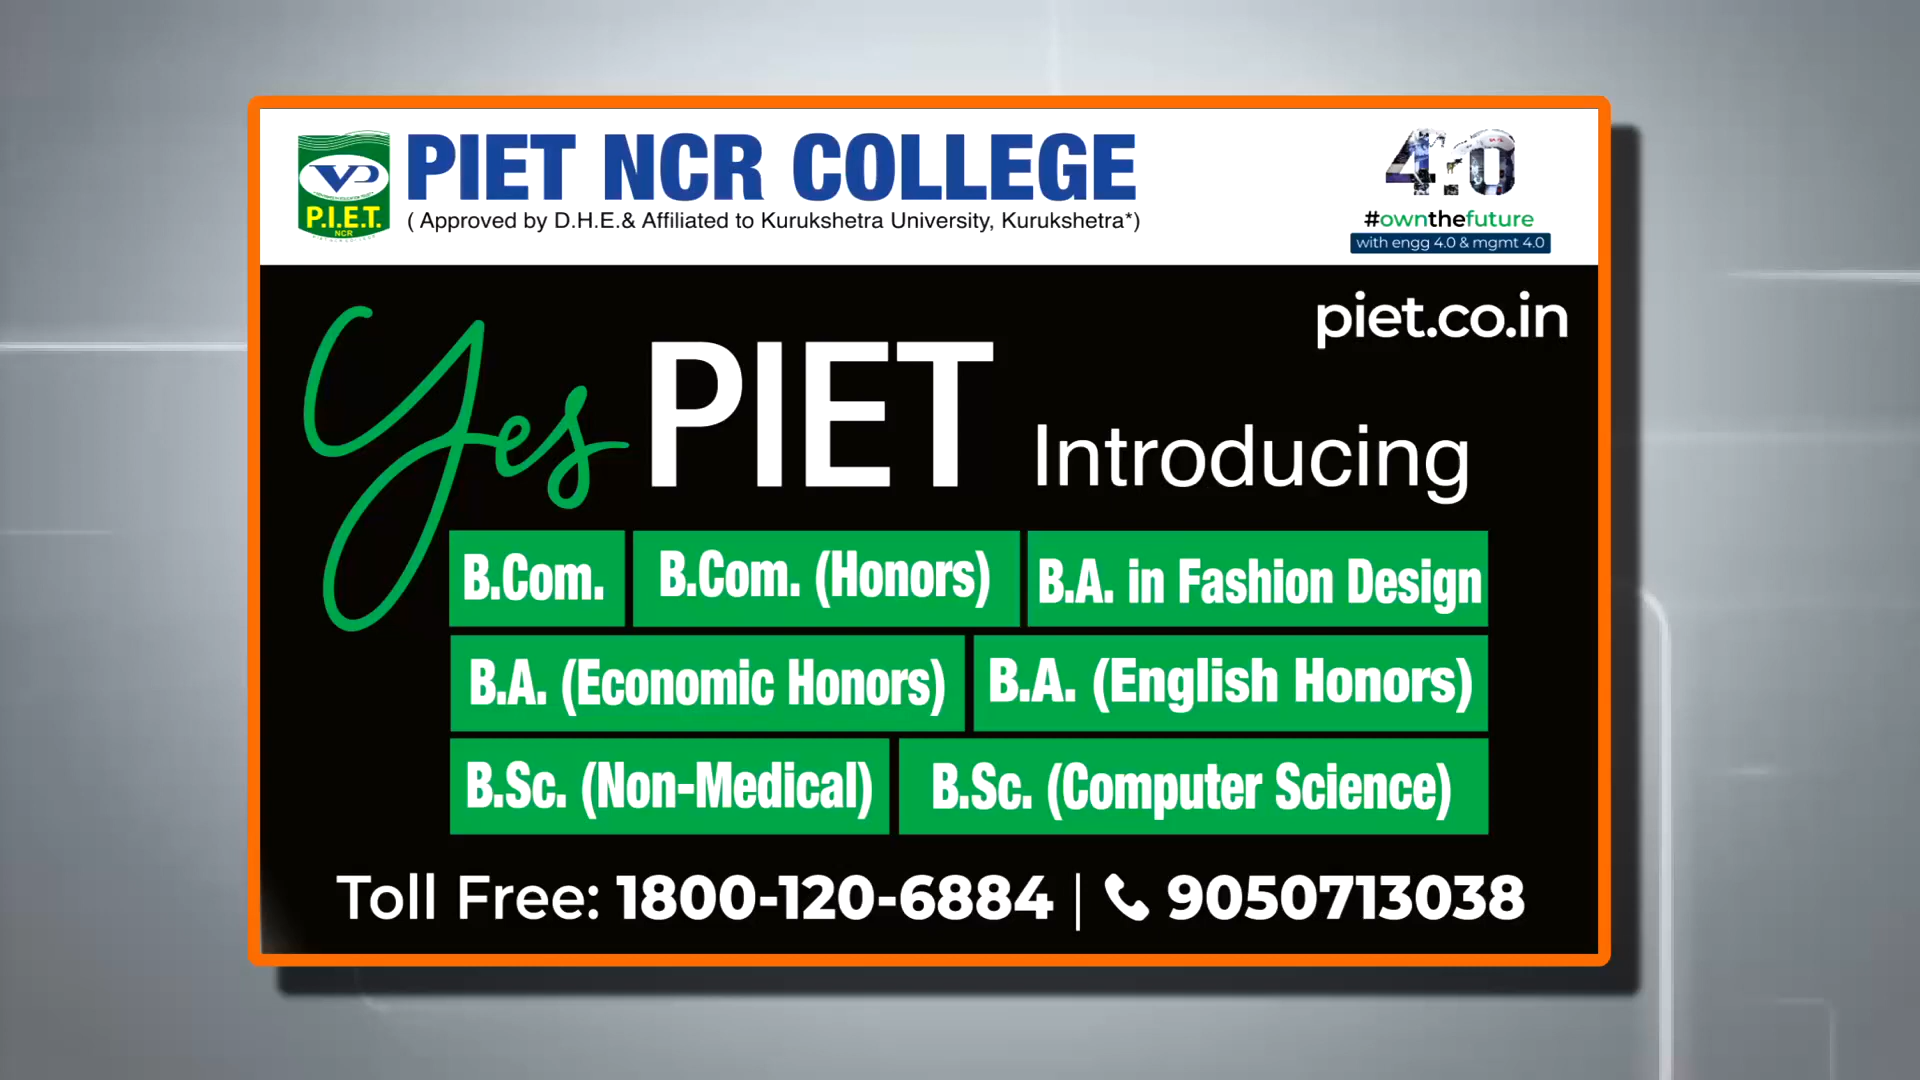 P.I.E.T.
NCR
PIET NCR COLLEGE
( Approved by D.H.E.& Affiliated to Kurukshetra University, Kurukshetra*)
4.0
#ownthefuture
with engg 4.0 & mgmt 4.0
piet.co.in
Yes PIET Introducing
B.Com. B.Com. (Honors) B.A. in Fashion Design
B.A. (Economic Honors) B.A. (English Honors)
B.Sc. (Non-Medical) B.Sc. (Computer Science)
Toll Free: 1800-120-6884 | 9050713038